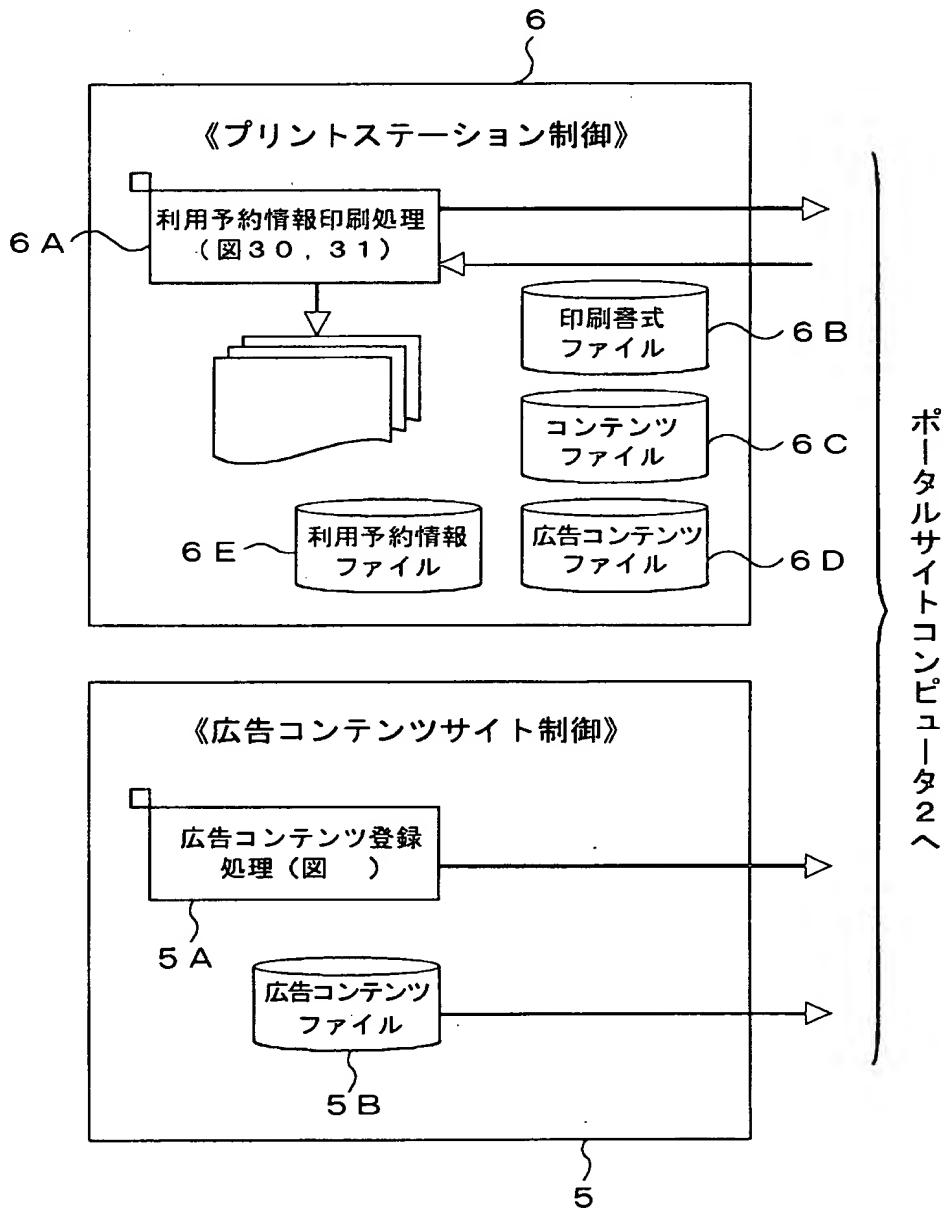 6
《プリントステーション制御》
利用予約情報印刷処理
（図３０，３１）
６Ａ
印刷書式
ファイル
６Ｂ
コンテンツ
ファイル
６Ｃ
利用予約情報
ファイル
６Ｅ
広告コンテンツ
ファイル
６Ｄ
《広告コンテンツサイト制御》
広告コンテンツ登録
処理（図　）
５Ａ
広告コンテンツ
ファイル
５Ｂ
5
ポータルサイトコンピュータ２へ